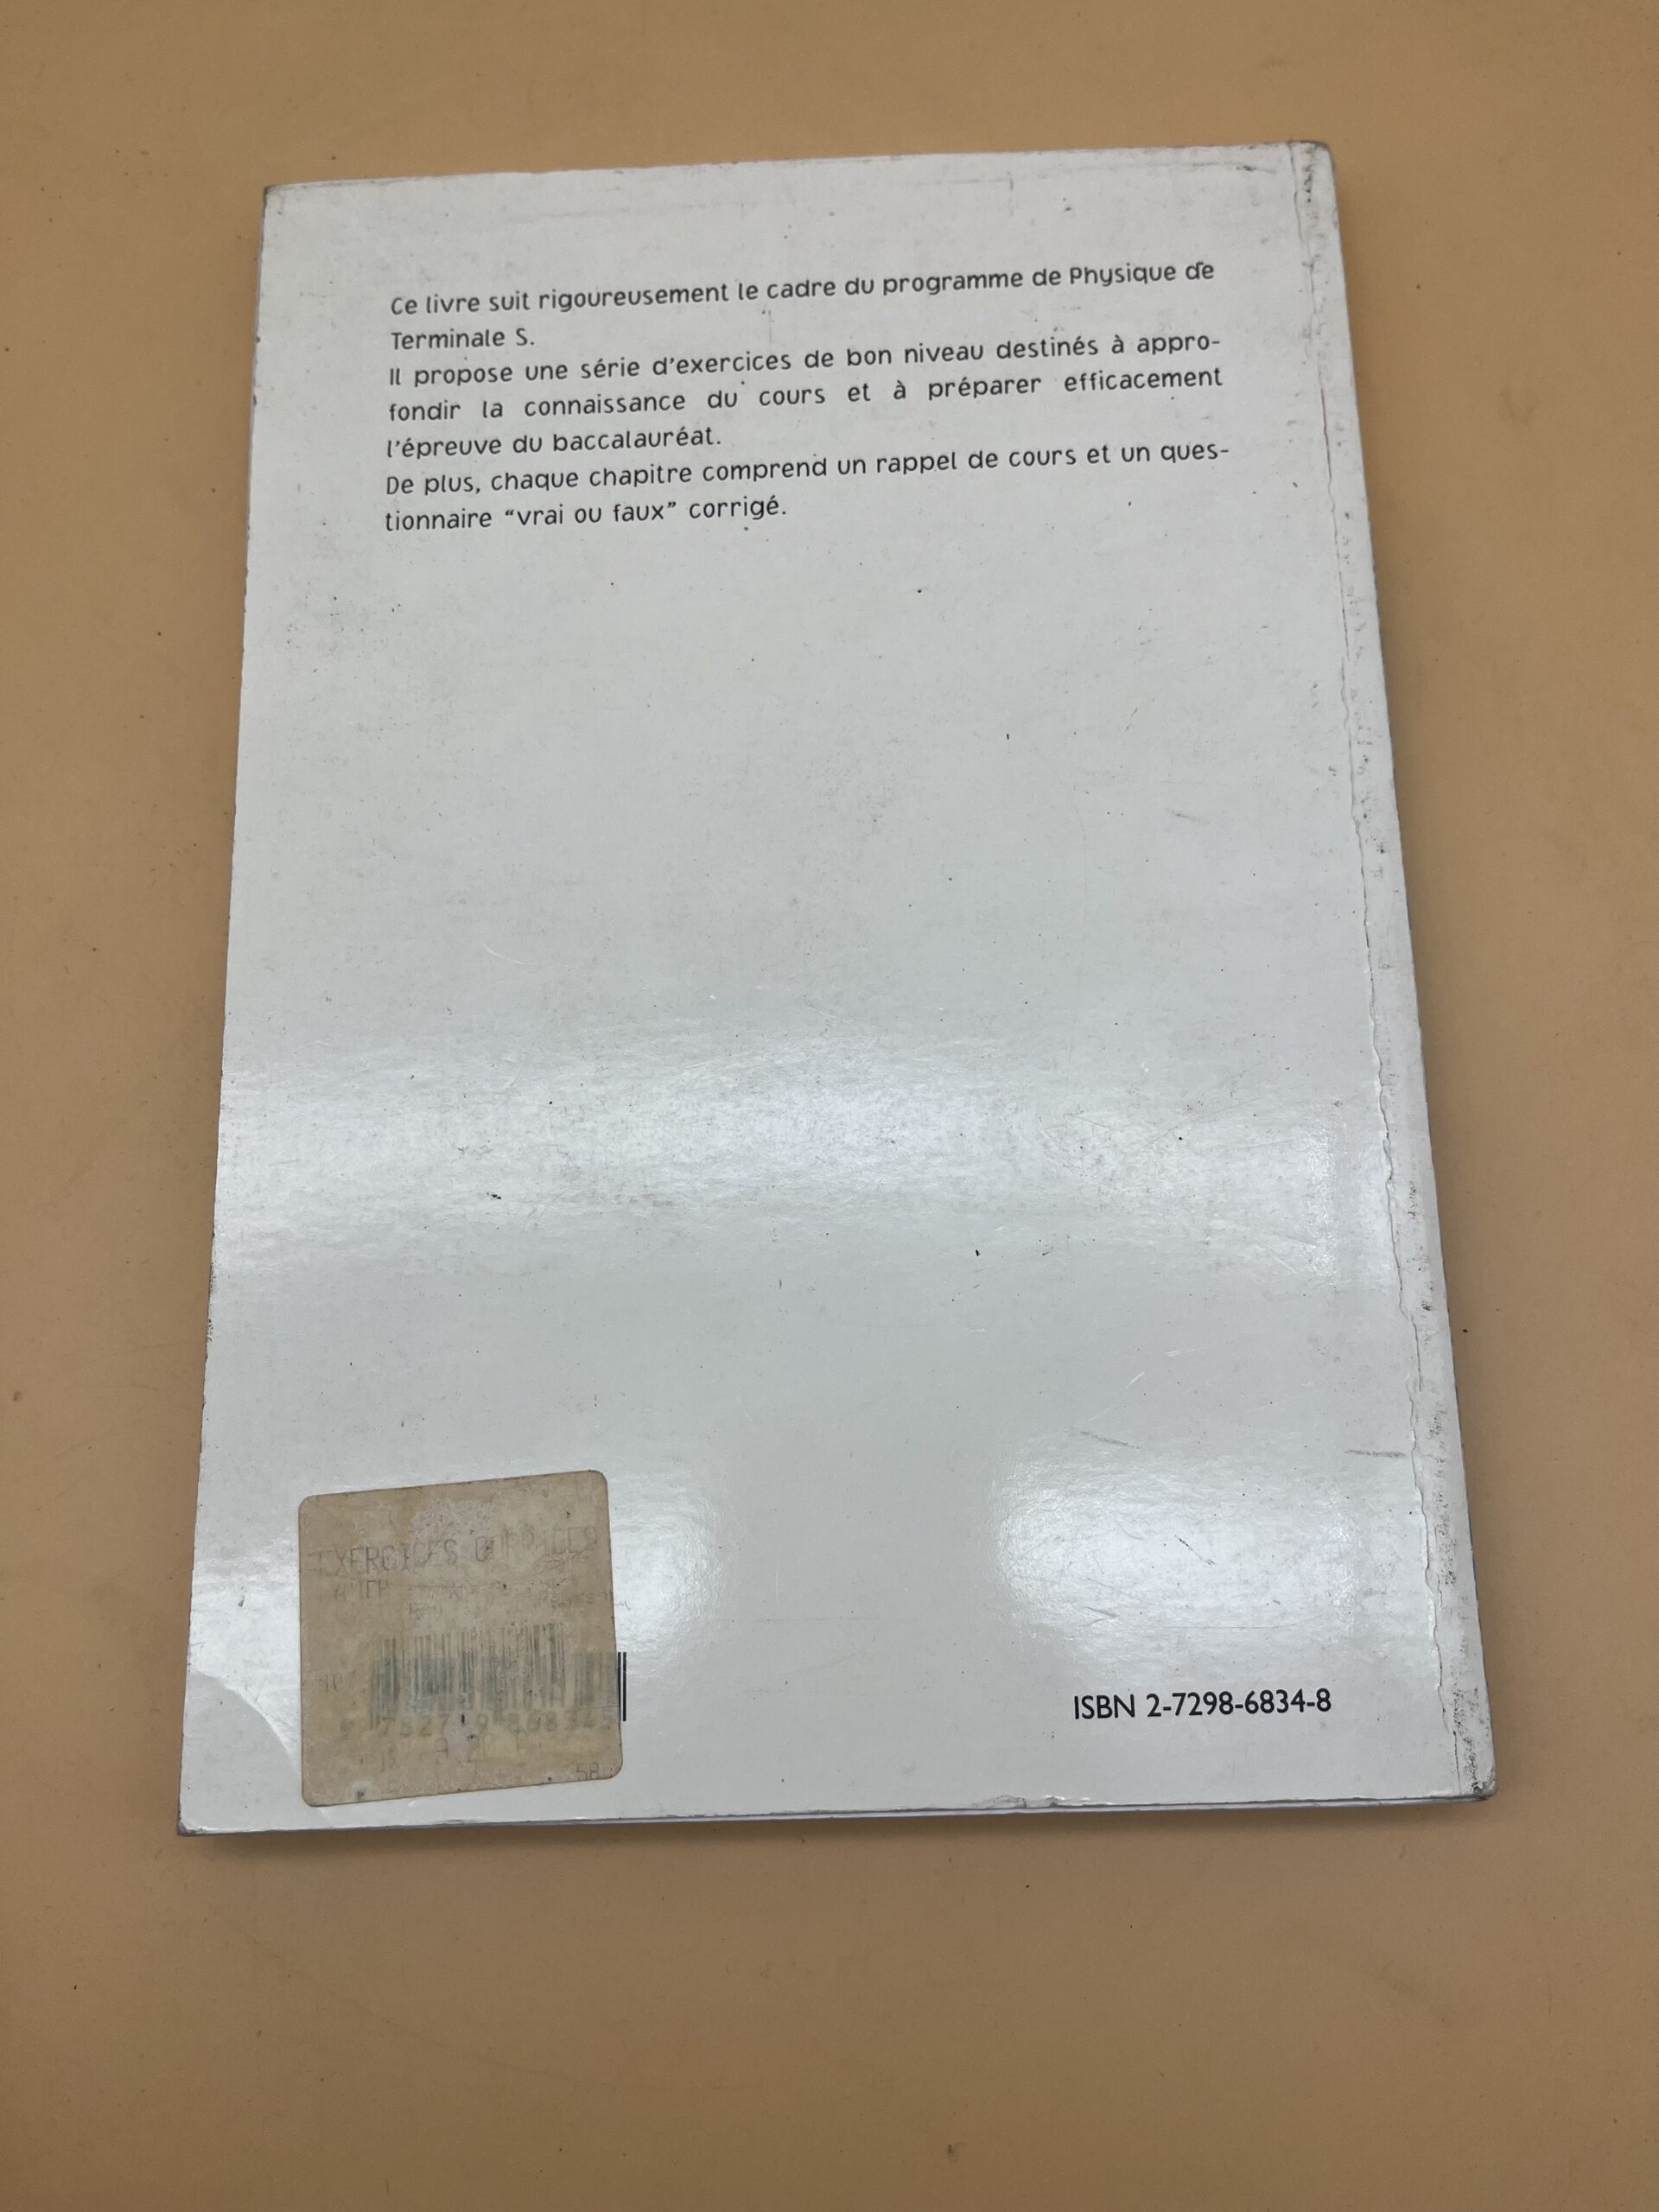 Ce livre suit rigoureusement le cadre du programme de Physique de
Terminale S.
Il propose une série d'exercices de bon niveau destinés à appro-
fondir la connaissance du cours et à préparer efficacement
l'épreuve du baccalauréat.
De plus, chaque chapitre comprend un rappel de cours et un ques-
tionnaire “vrai ou faux” corrigé.
EXERCICES
58
ISBN 2-7298-6834-8